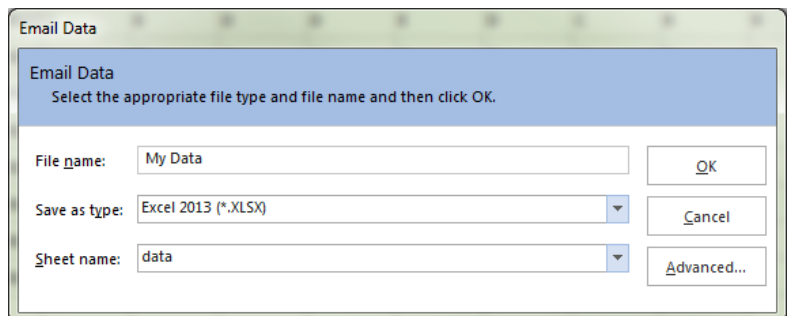 Email Data
Email Data
Select the appropriate file type and file name and then click OK.
File name: My Data OK
Save as type: Excel 2013 (*.XLSX) Cancel
Sheet name: data Advanced...